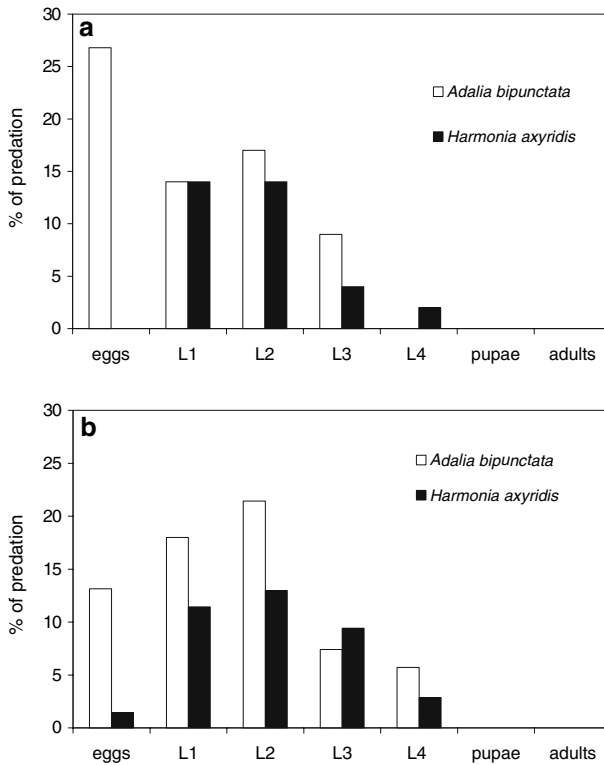 a
30
25
20
15
10
5
0
% of predation
Adalia bipunctata
Harmonia axyridis
eggs L1 L2 L3 L4 pupae adults
b
30
25
20
15
10
5
0
% of predation
Adalia bipunctata
Harmonia axyridis
eggs L1 L2 L3 L4 pupae adults